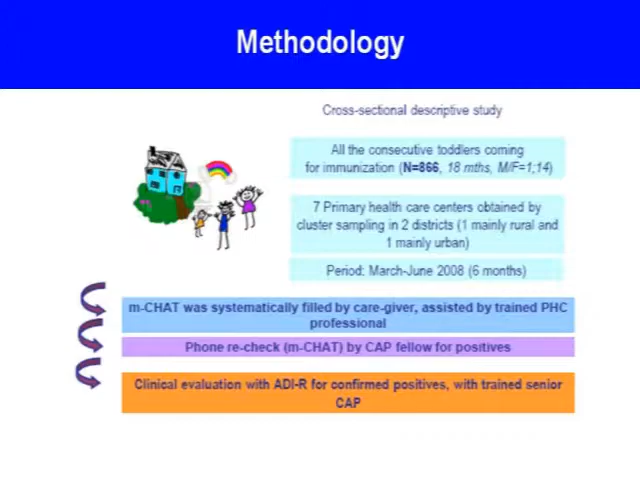 Methodology
Cross-sectional descriptive study
All the consecutive toddlers coming
for immunization (N=866, 18 mths, M/F=1;14)
7 Primary health care centers obtained by
cluster sampling in 2 districts (1 mainly rural and
1 mainly urban)
Period: March-June 2008 (6 months)
m-CHAT was systematically filled by care-giver, assisted by trained PHC
professional
Phone re-check (m-CHAT) by CAP fellow for positives
Clinical evaluation with ADI-R for confirmed positives, with trained senior
CAP